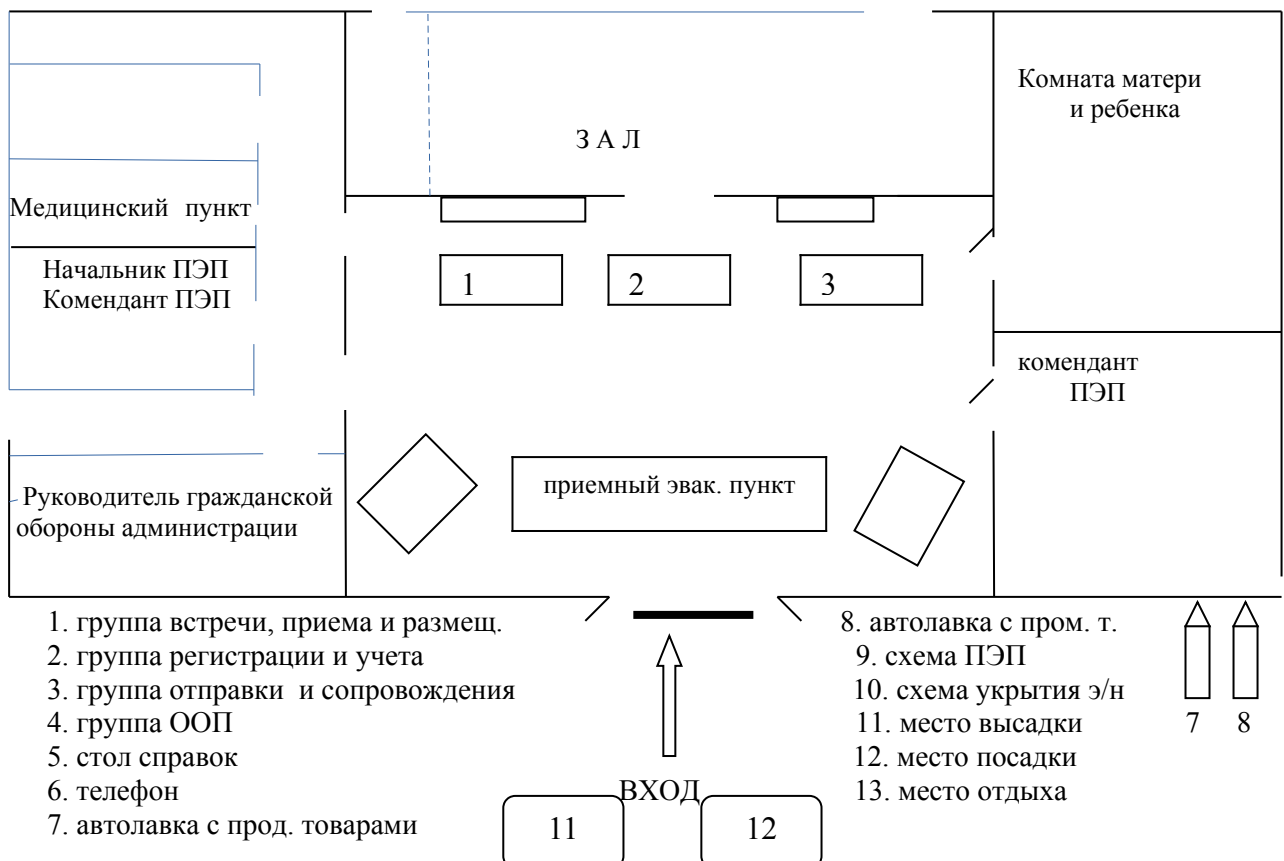 Комната матери
и ребенка
З А Л
Медицинский пункт
Начальник ПЭП
Комендант ПЭП
1
2
3
комендант
ПЭП
приемный эвак. пункт
Руководитель гражданской
обороны администрации
1. группа встречи, приема и размещ.
2. группа регистрации и учета
3. группа отправки и сопровождения
4. группа ООП
5. стол справок
6. телефон
7. автолавка с прод. товарами
ВХОД
11
12
8. автолавка с пром. т.
9. схема ПЭП
10. схема укрытия э/н
11. место высадки
12. место посадки
13. место отдыха
7
8